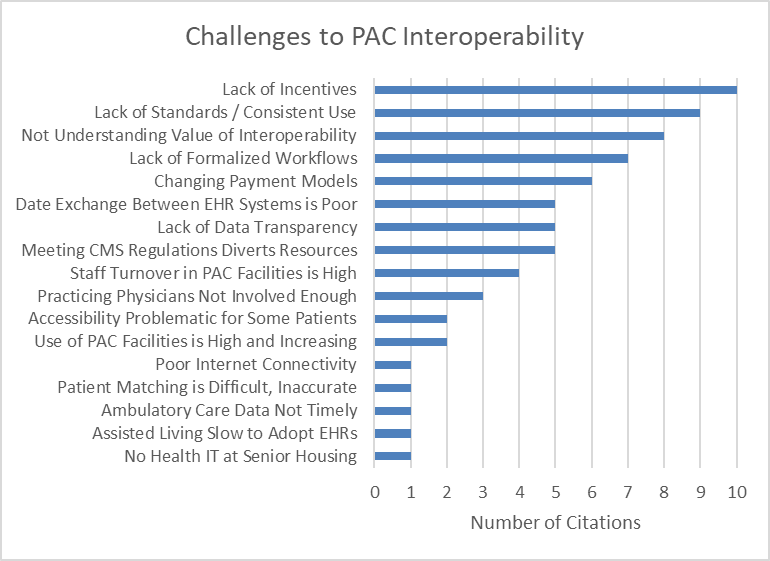 Challenges to PAC Interoperability
Lack of Incentives
Lack of Standards / Consistent Use
Not Understanding Value of Interoperability
Lack of Formalized Workflows
Changing Payment Models
Date Exchange Between EHR Systems is Poor
Lack of Data Transparency
Meeting CMS Regulations Diverts Resources
Staff Turnover in PAC Facilities is High
Practicing Physicians Not Involved Enough
Accessibility Problematic for Some Patients
Use of PAC Facilities is High and Increasing
Poor Internet Connectivity
Patient Matching is Difficult, Inaccurate
Ambulatory Care Data Not Timely
Assisted Living Slow to Adopt EHRs
No Health IT at Senior Housing
0 1 2 3 4 5 6 7 8 9 10
Number of Citations